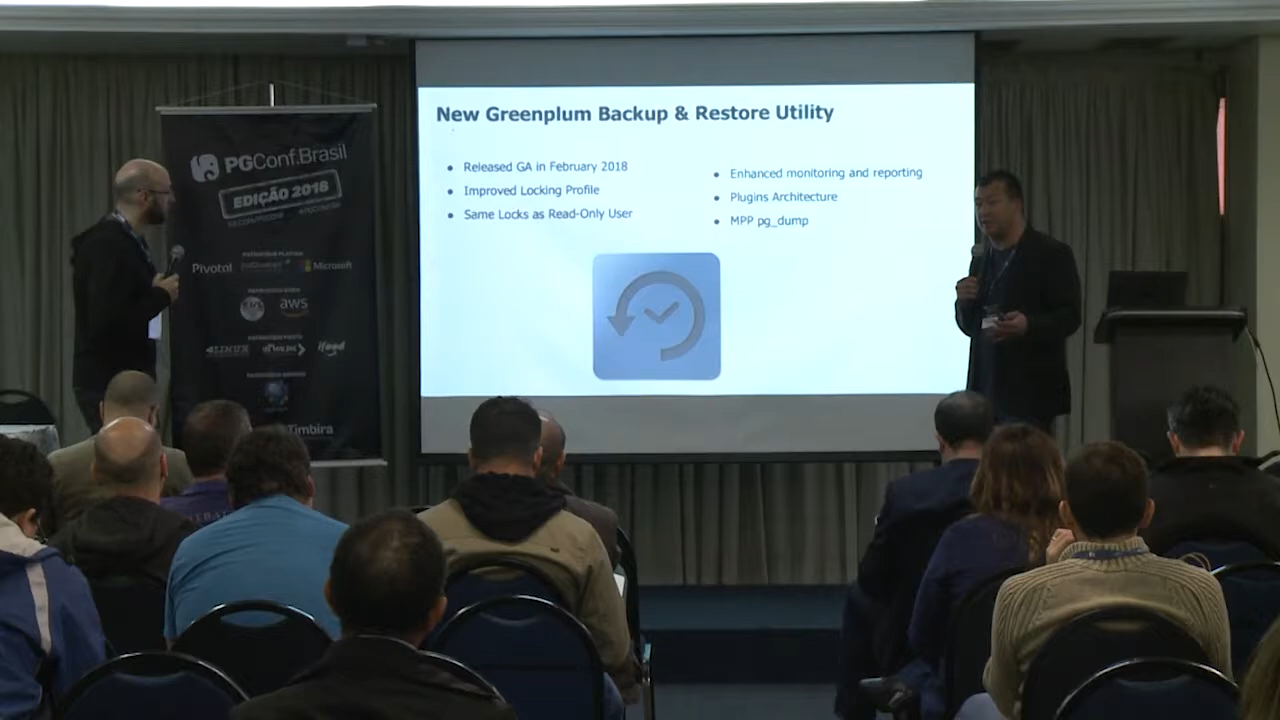 PGConf.Brasil
EDIÇÃO 2018
Pivotal
Microsoft
aws
Timbira
New Greenplum Backup & Restore Utility
• Released GA in February 2018
• Improved Locking Profile
• Same Locks as Read-Only User
• Enhanced monitoring and reporting
• Plugins Architecture
• MPP pg_dump